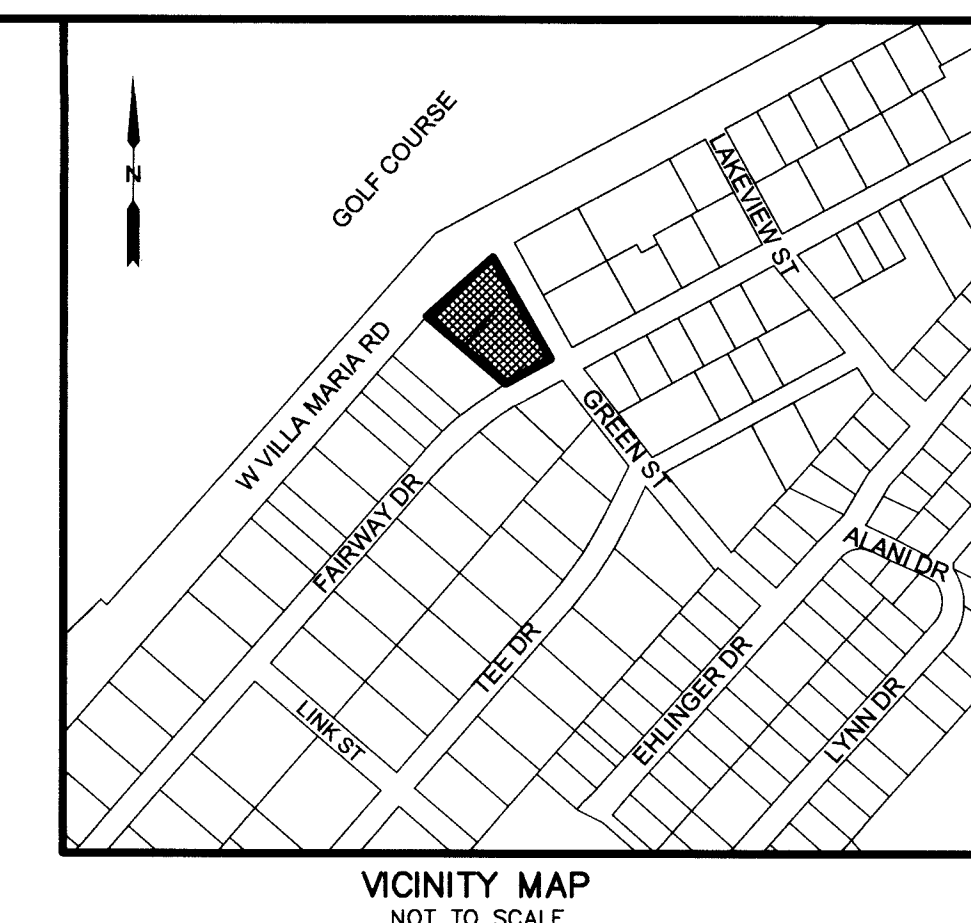 N
GOLF COURSE
LAKEVIEW ST
W VILLA MARIA RD
GREEN ST
FAIRWAY DR
ALANI DR
TEE DR
LINK ST
EHLINGER DR
LYNN DR
VICINITY MAP
NOT TO SCALE